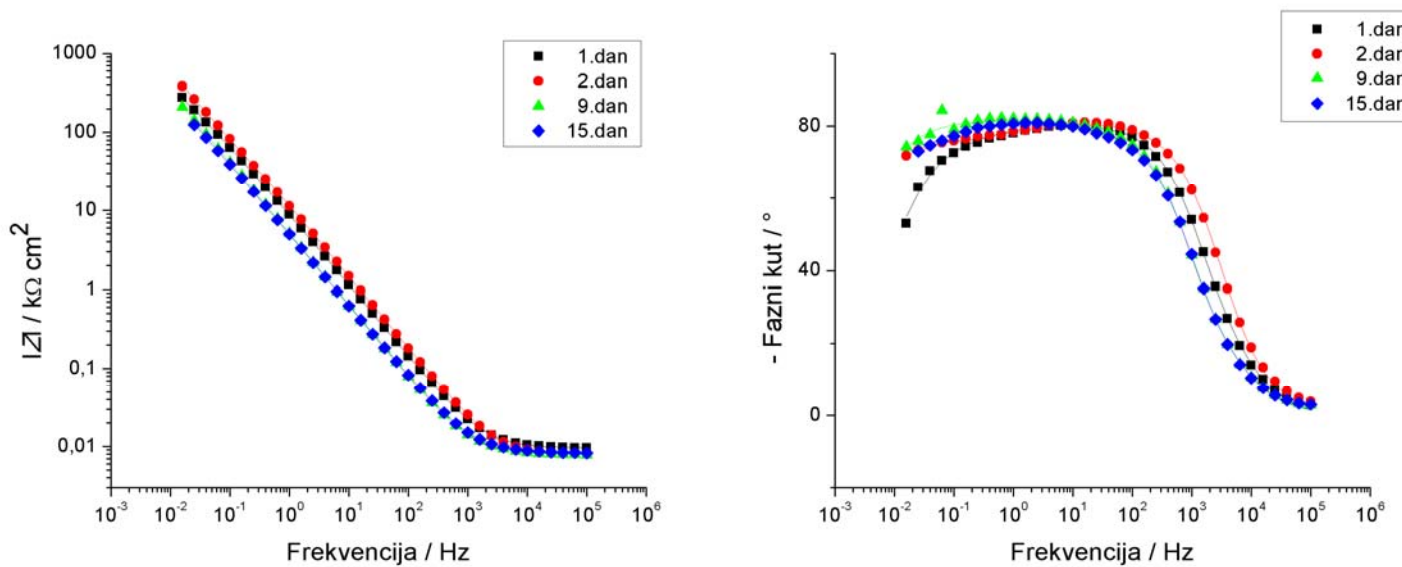 1000
100
10
1
0,1
0,01
10-3
10-2
10-1
100
101
102
103
104
105
106
|Z| / kΩ cm2
Frekvencija / Hz
1.dan
2.dan
9.dan
15.dan
80
40
0
10-3
10-2
10-1
100
101
102
103
104
105
106
- Fazni kut / °
Frekvencija / Hz
1.dan
2.dan
9.dan
15.dan